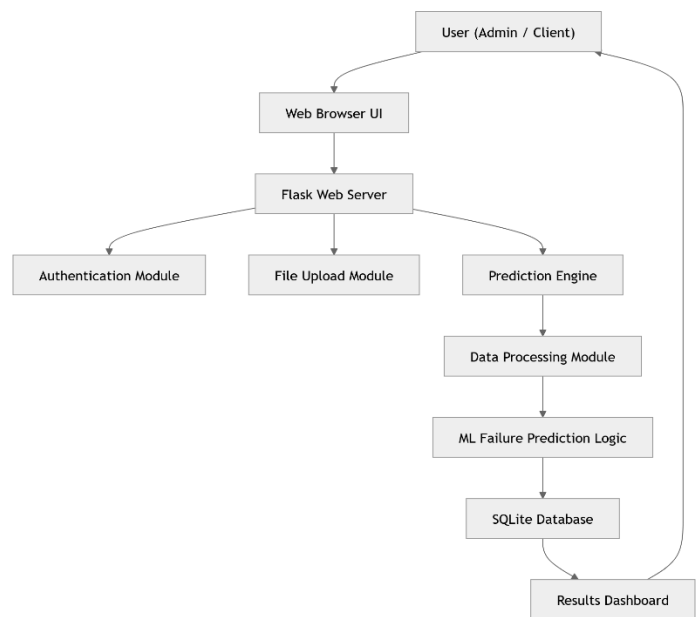 User (Admin / Client)
Web Browser UI
Flask Web Server
Authentication Module
File Upload Module
Prediction Engine
Data Processing Module
ML Failure Prediction Logic
SQLite Database
Results Dashboard